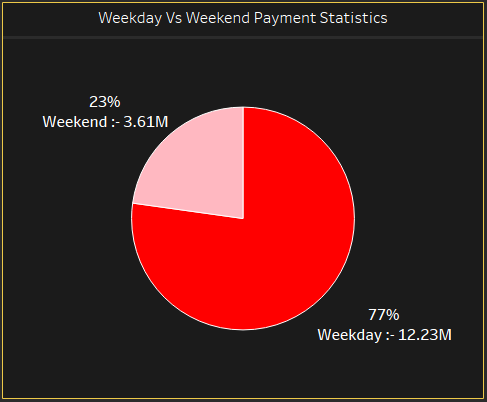 Weekday Vs Weekend Payment Statistics
23%
Weekend :- 3.61M
77%
Weekday :- 12.23M